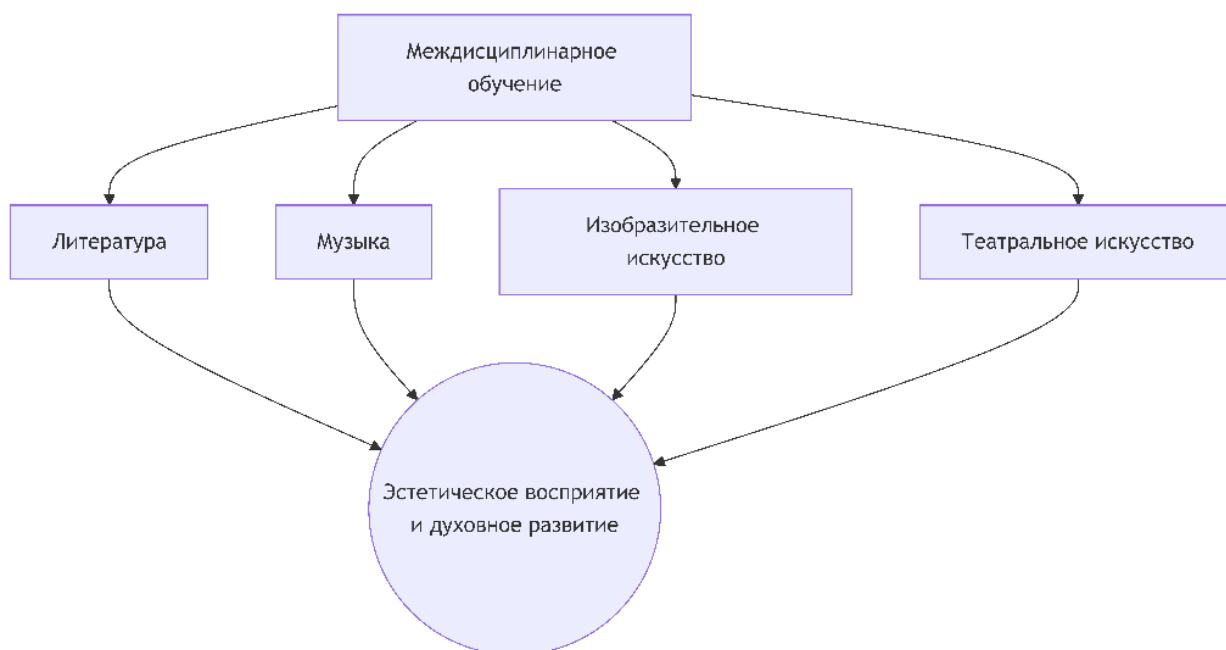 Междисциплинарное
обучение
Литература
Музыка
Изобразительное
искусство
Театральное искусство
Эстетическое восприятие
и духовное развитие